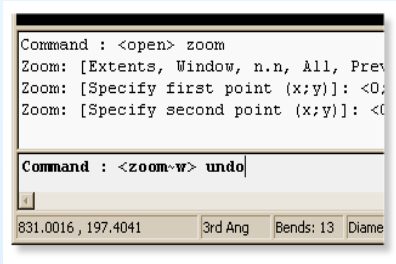 Command : <open> zoom
Zoom: [Extents, Window, n.n, All, Prev
Zoom: [Specify first point (x;y)]: <0;
Zoom: [Specify second point (x;y)]: <0
Command : <zoom~w> undo
831.0016 , 197.4041 3rd Ang Bends: 13 Diame